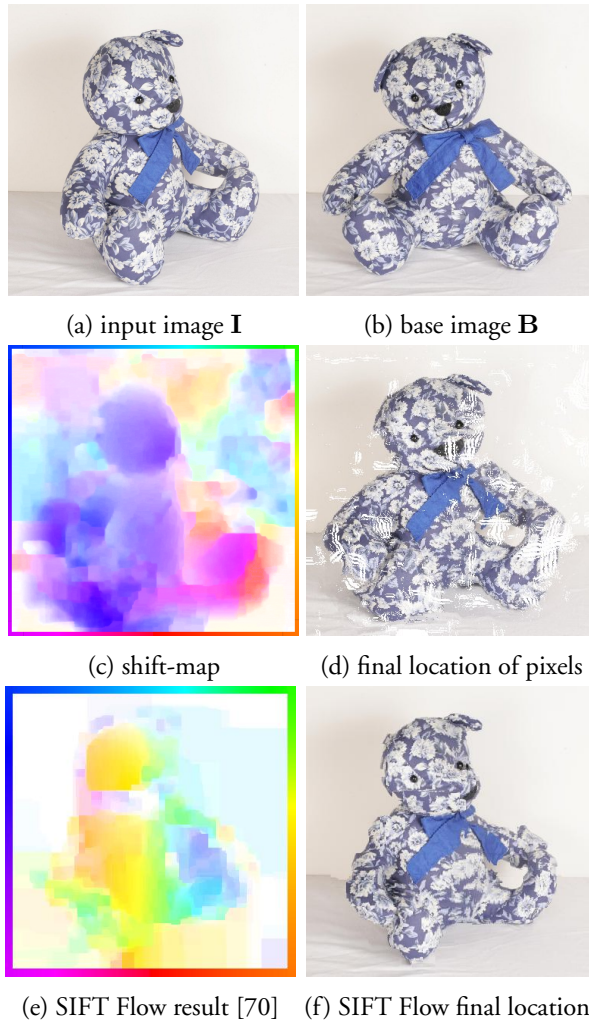 (a) input image I
(b) base image B
(c) shift-map
(d) final location of pixels
(e) SIFT Flow result [70]
(f) SIFT Flow final location